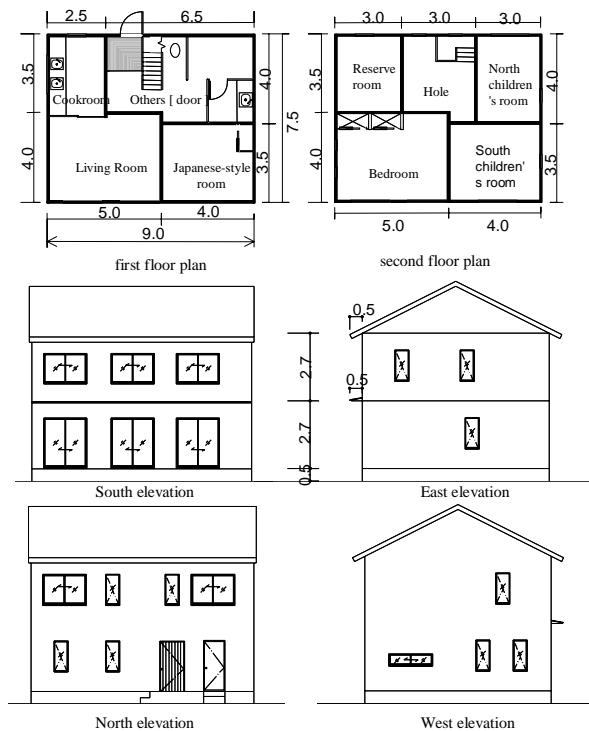 2.5 6.5
3.5
Cookroom
Others [ door ]
4.0
7.5
4.0
Living Room
Japanese-style
room
3.5
5.0 4.0
9.0
first floor plan
3.0 3.0 3.0
3.5
Reserve
room
Hole
North
children
's room
4.0
4.0
Bedroom
South
children'
s room
3.5
5.0 4.0
second floor plan
0.5
2.7
0.5
2.7
0.5
South elevation
East elevation
North elevation
West elevation